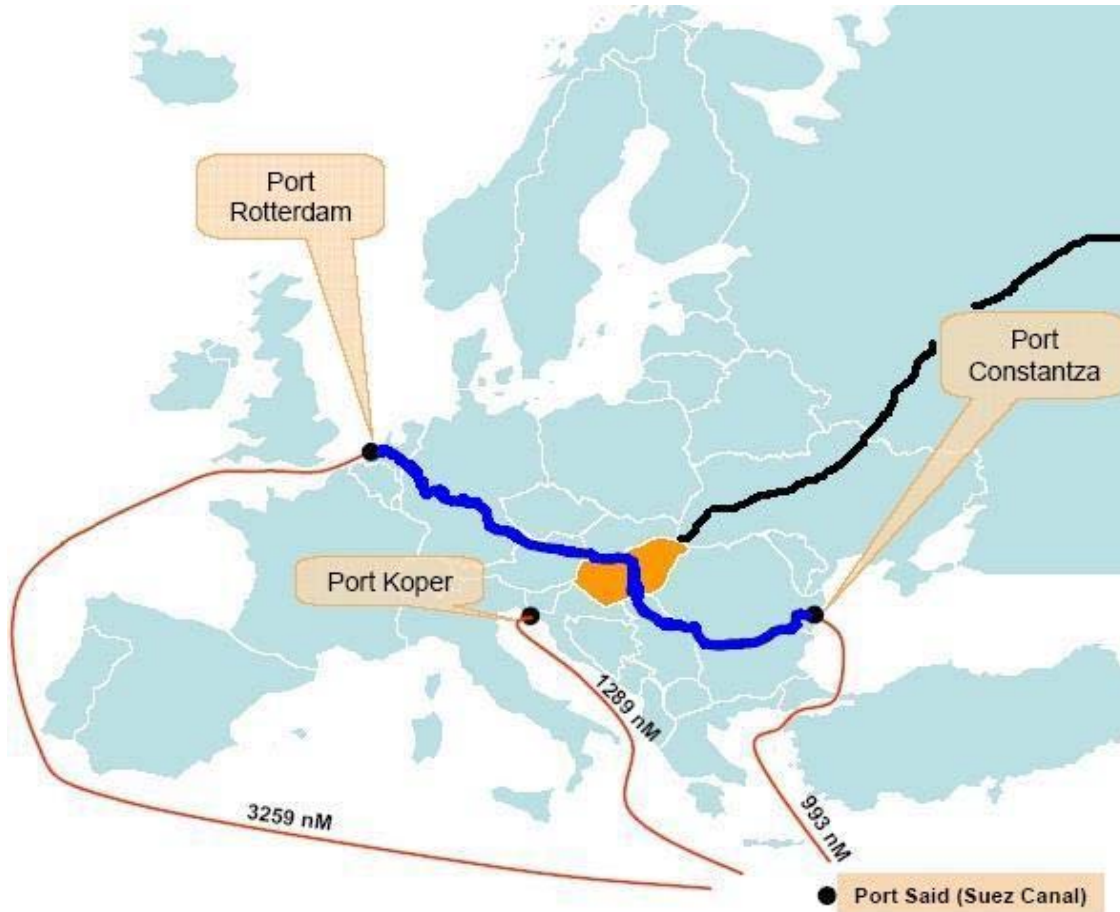 Port
Rotterdam
Port
Constantza
Port Koper
1289 nM
3259 nM
993 nM
Port Said (Suez Canal)